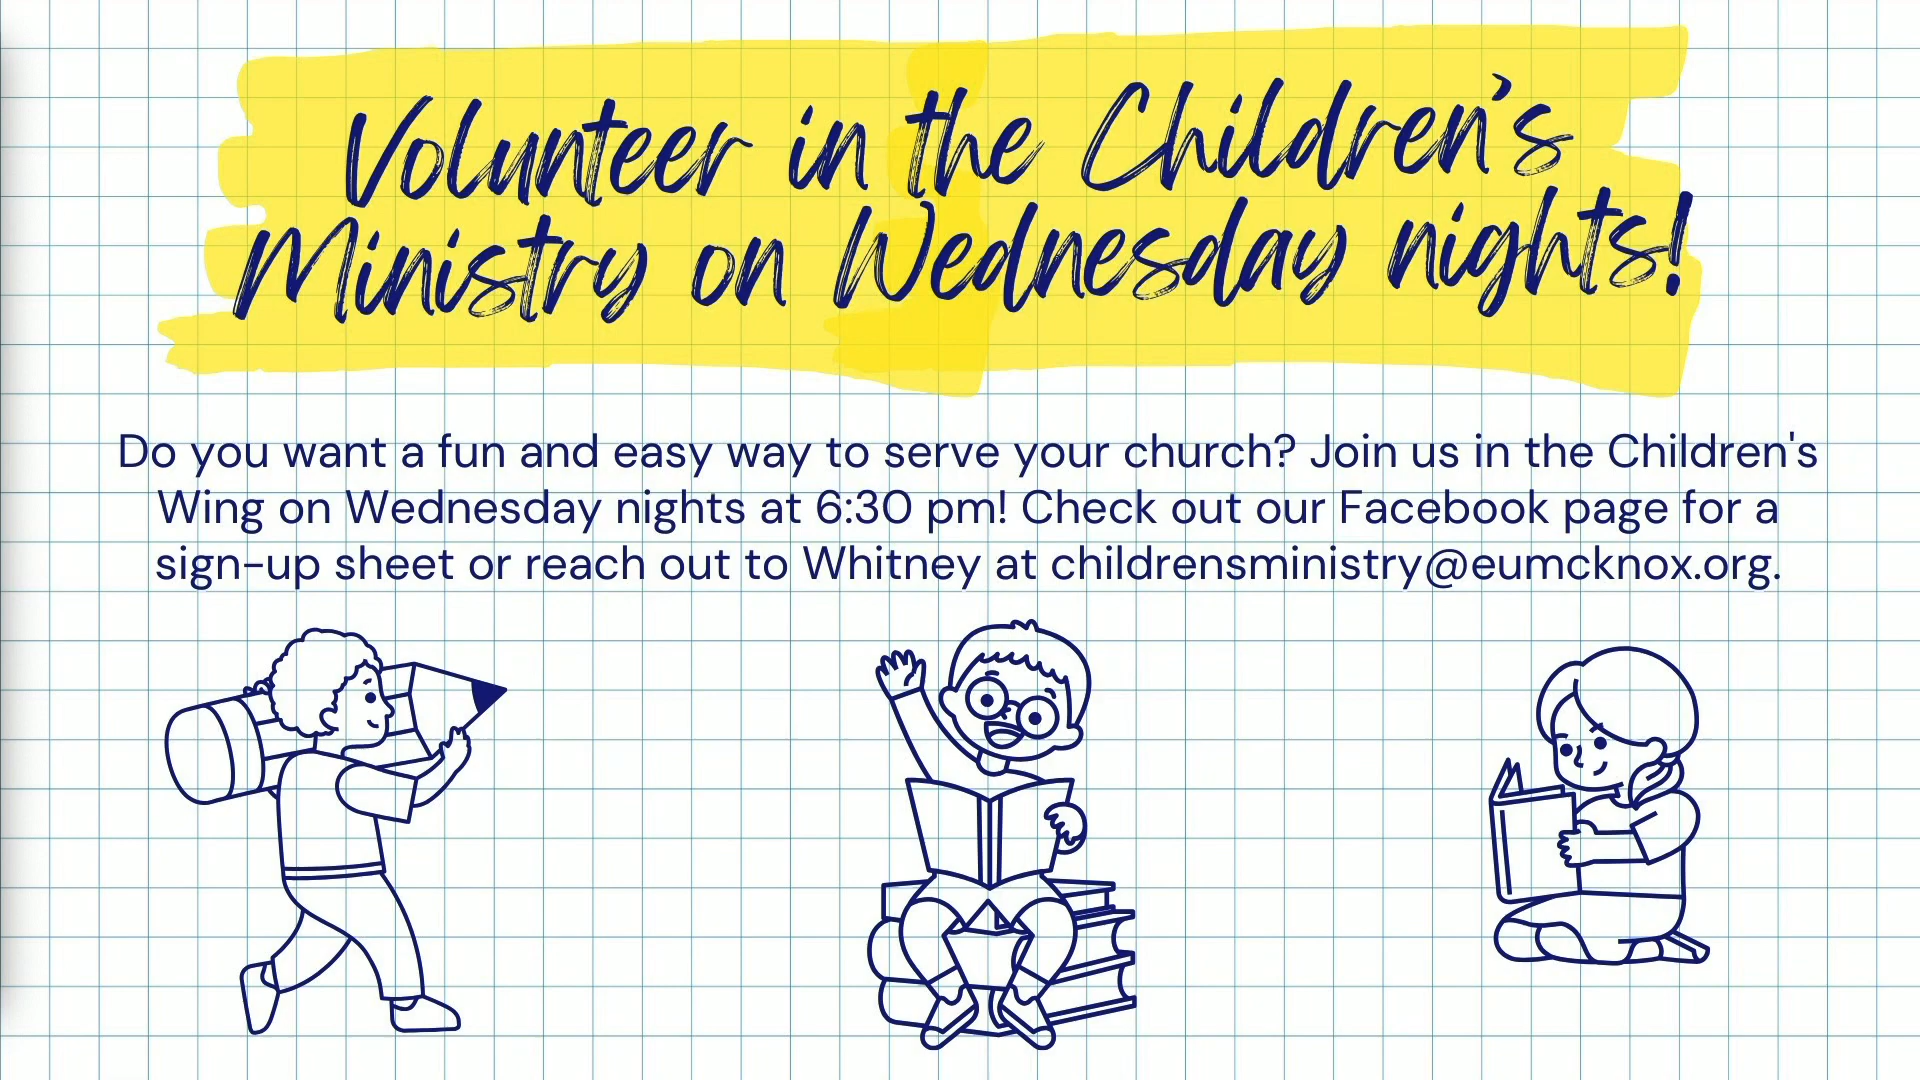 Volunteer in the Children's
Ministry on Wednesday nights!
Do you want a fun and easy way to serve your church? Join us in the Children's
Wing on Wednesday nights at 6:30 pm! Check out our Facebook page for a
sign-up sheet or reach out to Whitney at childrensministry@eumcknox.org.